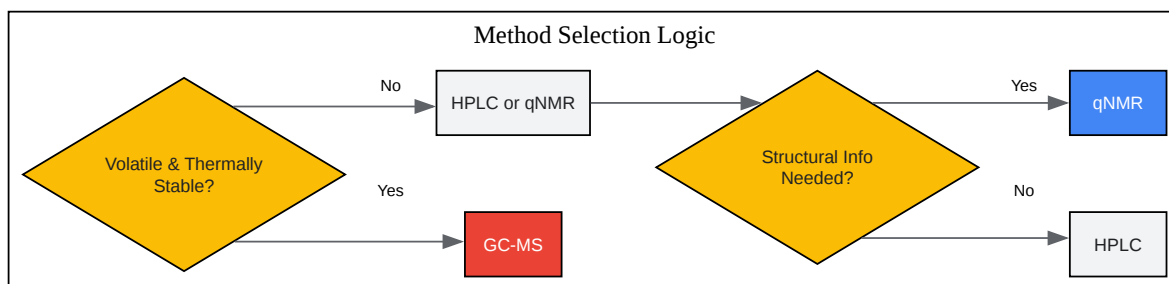 Method Selection Logic
No
HPLC or qNMR
Yes
qNMR
Volatile & Thermally
Stable?
Structural Info
Needed?
Yes
No
GC-MS
HPLC